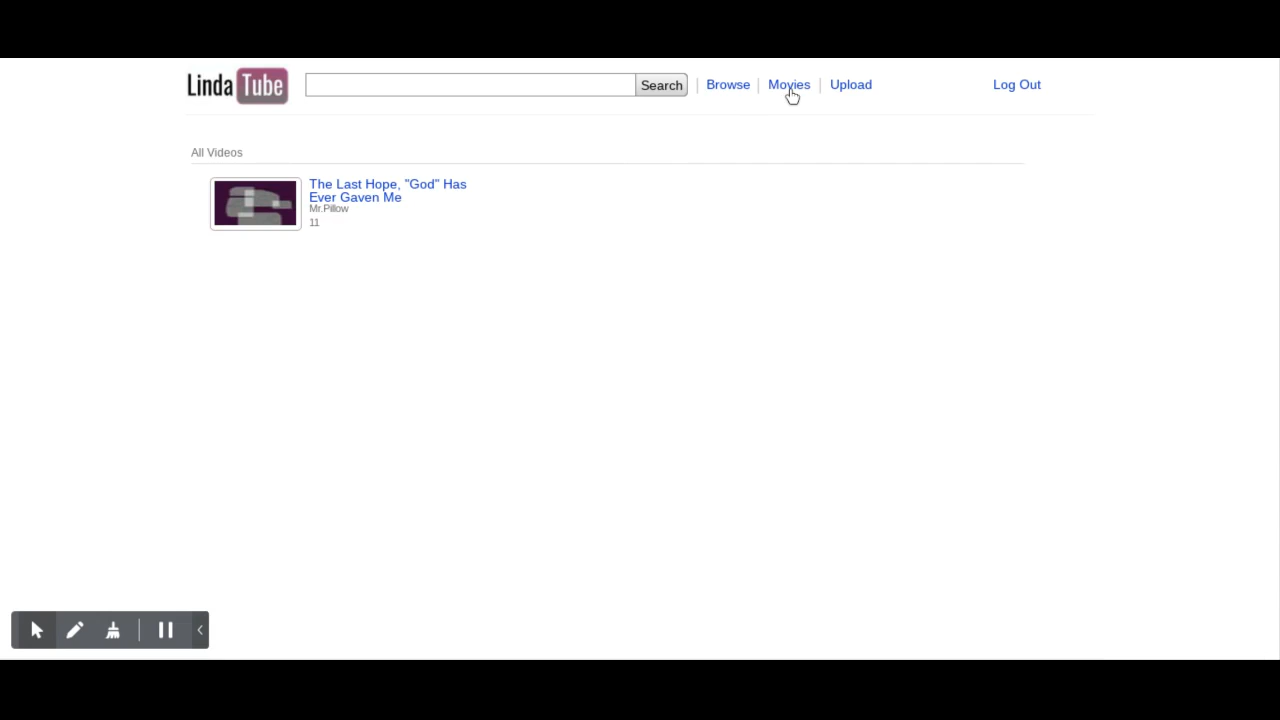 Linda Tube
Search | Browse | Movies | Upload Log Out
All Videos
The Last Hope, "God" Has
Ever Gaven Me
Mr.Pillow
11